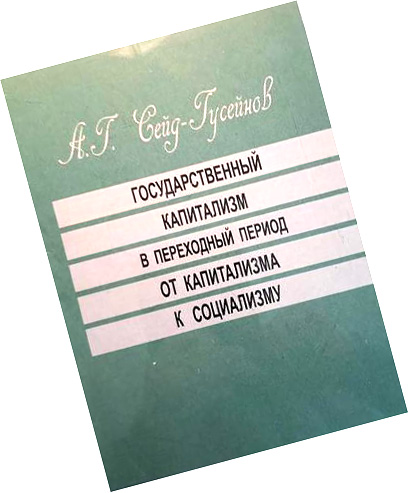 А.Г. Сейд-Гусейнов
ГОСУДАРСТВЕННЫЙ
КАПИТАЛИЗМ
В ПЕРЕХОДНЫЙ ПЕРИОД
ОТ КАПИТАЛИЗМА
К СОЦИАЛИЗМУ